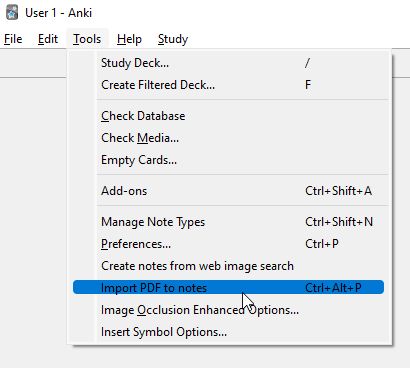 User 1 - Anki
File Edit Tools Help Study
Study Deck... /
Create Filtered Deck... F
Check Database
Check Media...
Empty Cards...
Add-ons Ctrl+Shift+A
Manage Note Types Ctrl+Shift+N
Preferences... Ctrl+P
Create notes from web image search
Import PDF to notes Ctrl+Alt+P
Image Occlusion Enhanced Options...
Insert Symbol Options...